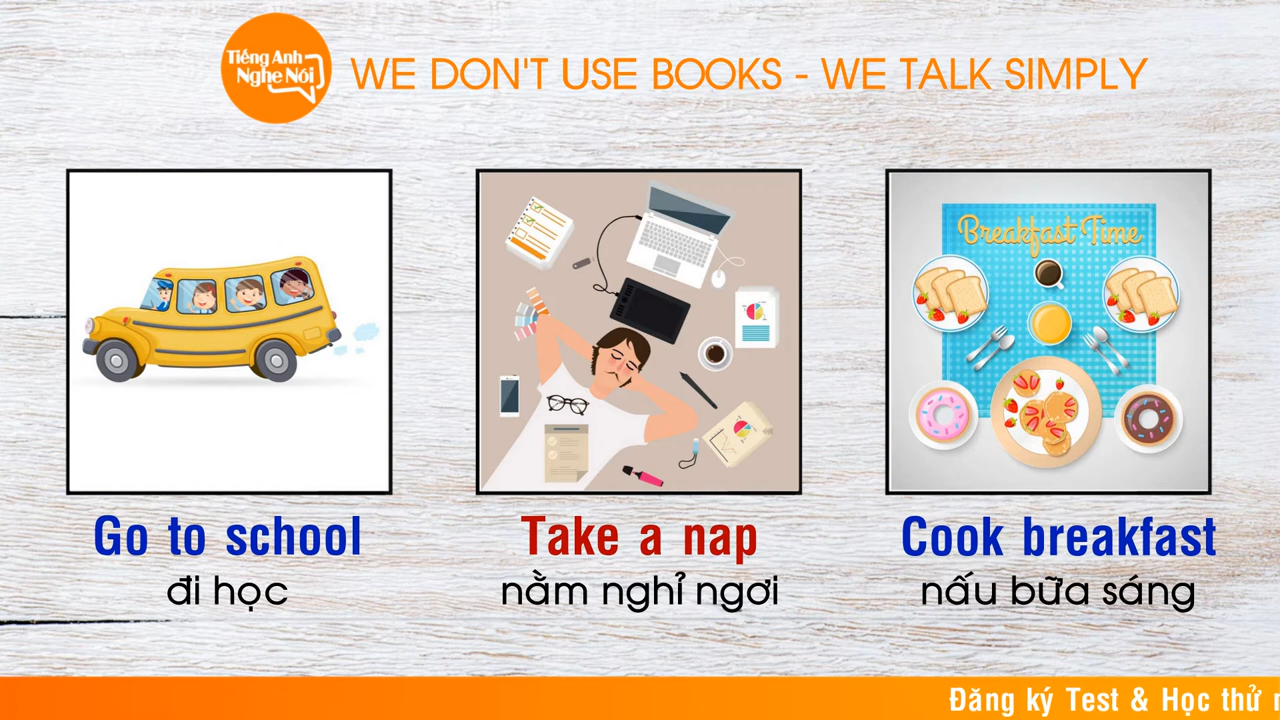 Tiếng Anh
Nghe Nói
WE DON'T USE BOOKS - WE TALK SIMPLY
Breakfast Time
Go to school
Take a nap
Cook breakfast
đi học
nằm nghỉ ngơi
nấu bữa sáng
Đăng ký Test & Học thử